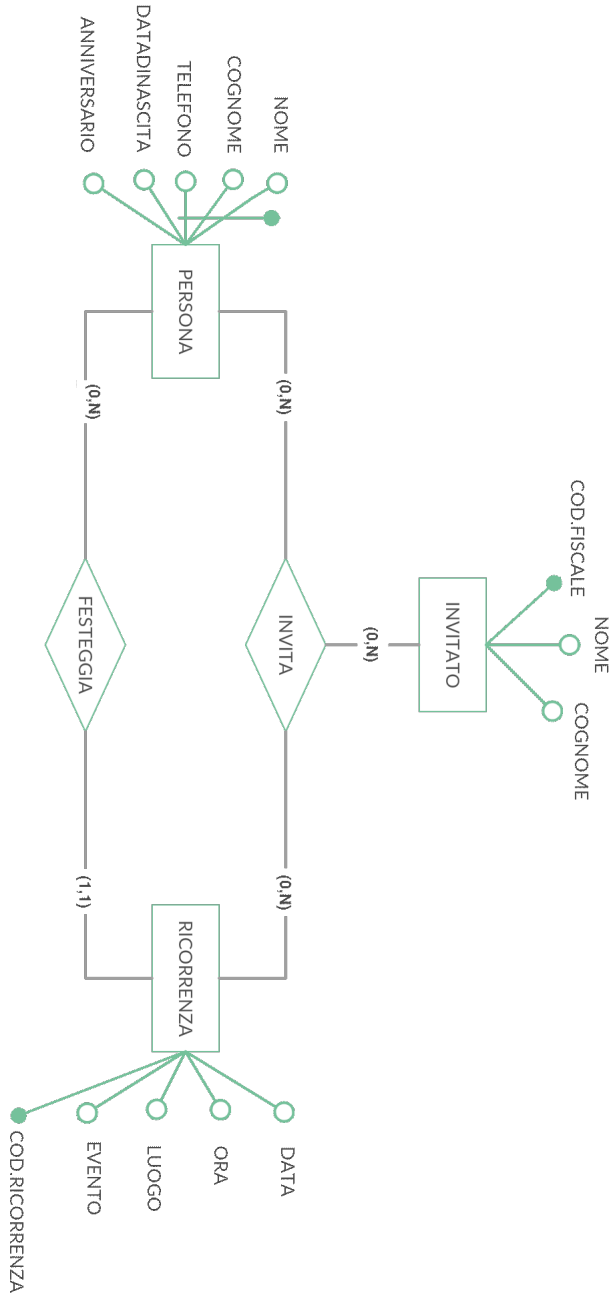 NOME
COD.FISCALE
COGNOME
INVITATO
(0,N)
NOME
(0,N)
INVITA
(0,N)
DATA
COGNOME
ORA
TELEFONO
PERSONA
RICORRENZA
LUOGO
DATADINASCITA
EVENTO
ANNIVERSARIO
(0,N)
FESTEGGIA
(1,1)
COD.RICORRENZA